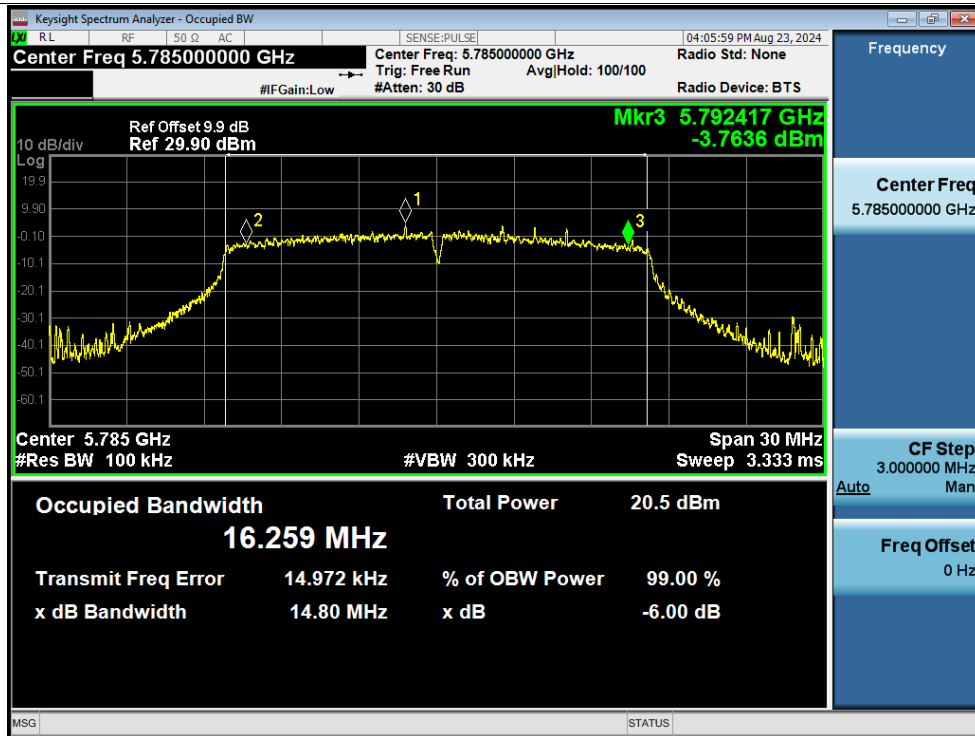 Keysight Spectrum Analyzer - Occupied BW
LXI RL RF 50 Ω AC SENSE:PULSE 04:05:59 PM Aug 23, 2024
Center Freq 5.785000000 GHz
Center Freq: 5.785000000 GHz Radio Std: None
Trig: Free Run Avg|Hold: 100/100
#IFGain:Low #Atten: 30 dB Radio Device: BTS
Mkr3 5.792417 GHz
-3.7636 dBm
Ref Offset 9.9 dB
10 dB/div Ref 29.90 dBm
Log
19.9
9.90
-0.10
-10.1
-20.1
-30.1
-40.1
-50.1
-60.1
1
2
3
Center 5.785 GHz Span 30 MHz
#Res BW 100 kHz #VBW 300 kHz Sweep 3.333 ms
Occupied Bandwidth Total Power 20.5 dBm
16.259 MHz
Transmit Freq Error 14.972 kHz % of OBW Power 99.00 %
x dB Bandwidth 14.80 MHz x dB -6.00 dB
Frequency
Center Freq
5.785000000 GHz
CF Step
3.000000 MHz
Auto Man
Freq Offset
0 Hz
MSG STATUS